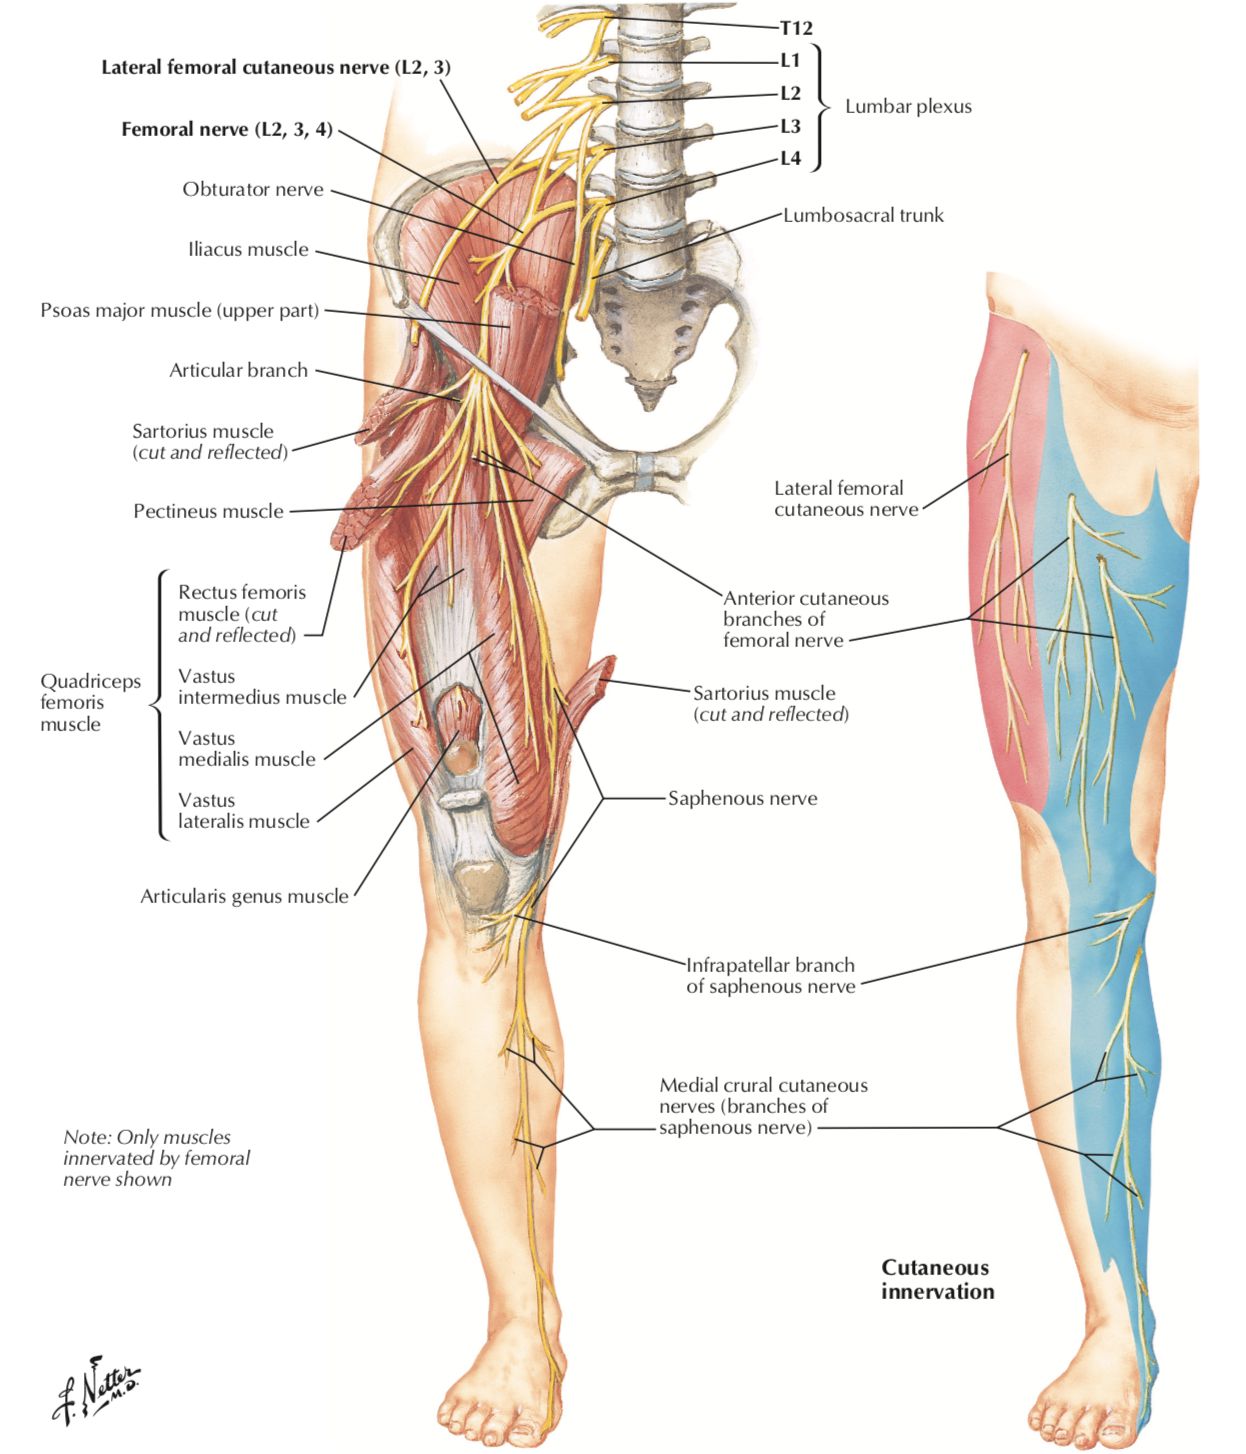 T12
L1
L2
L3
L4
Lumbar plexus
Lateral femoral cutaneous nerve (L2, 3)
Femoral nerve (L2, 3, 4)
Obturator nerve
Lumbosacral trunk
Iliacus muscle
Psoas major muscle (upper part)
Articular branch
Sartorius muscle
(cut and reflected)
Pectineus muscle
Lateral femoral
cutaneous nerve
Quadriceps
femoris
muscle
Rectus femoris
muscle (cut
and reflected)
Vastus
intermedius muscle
Vastus
medialis muscle
Vastus
lateralis muscle
Articularis genus muscle
Anterior cutaneous
branches of
femoral nerve
Sartorius muscle
(cut and reflected)
Saphenous nerve
Infrapatellar branch
of saphenous nerve
Medial crural cutaneous
nerves (branches of
saphenous nerve)
Note: Only muscles
innervated by femoral
nerve shown
Cutaneous
innervation
F. Netter
M.D.